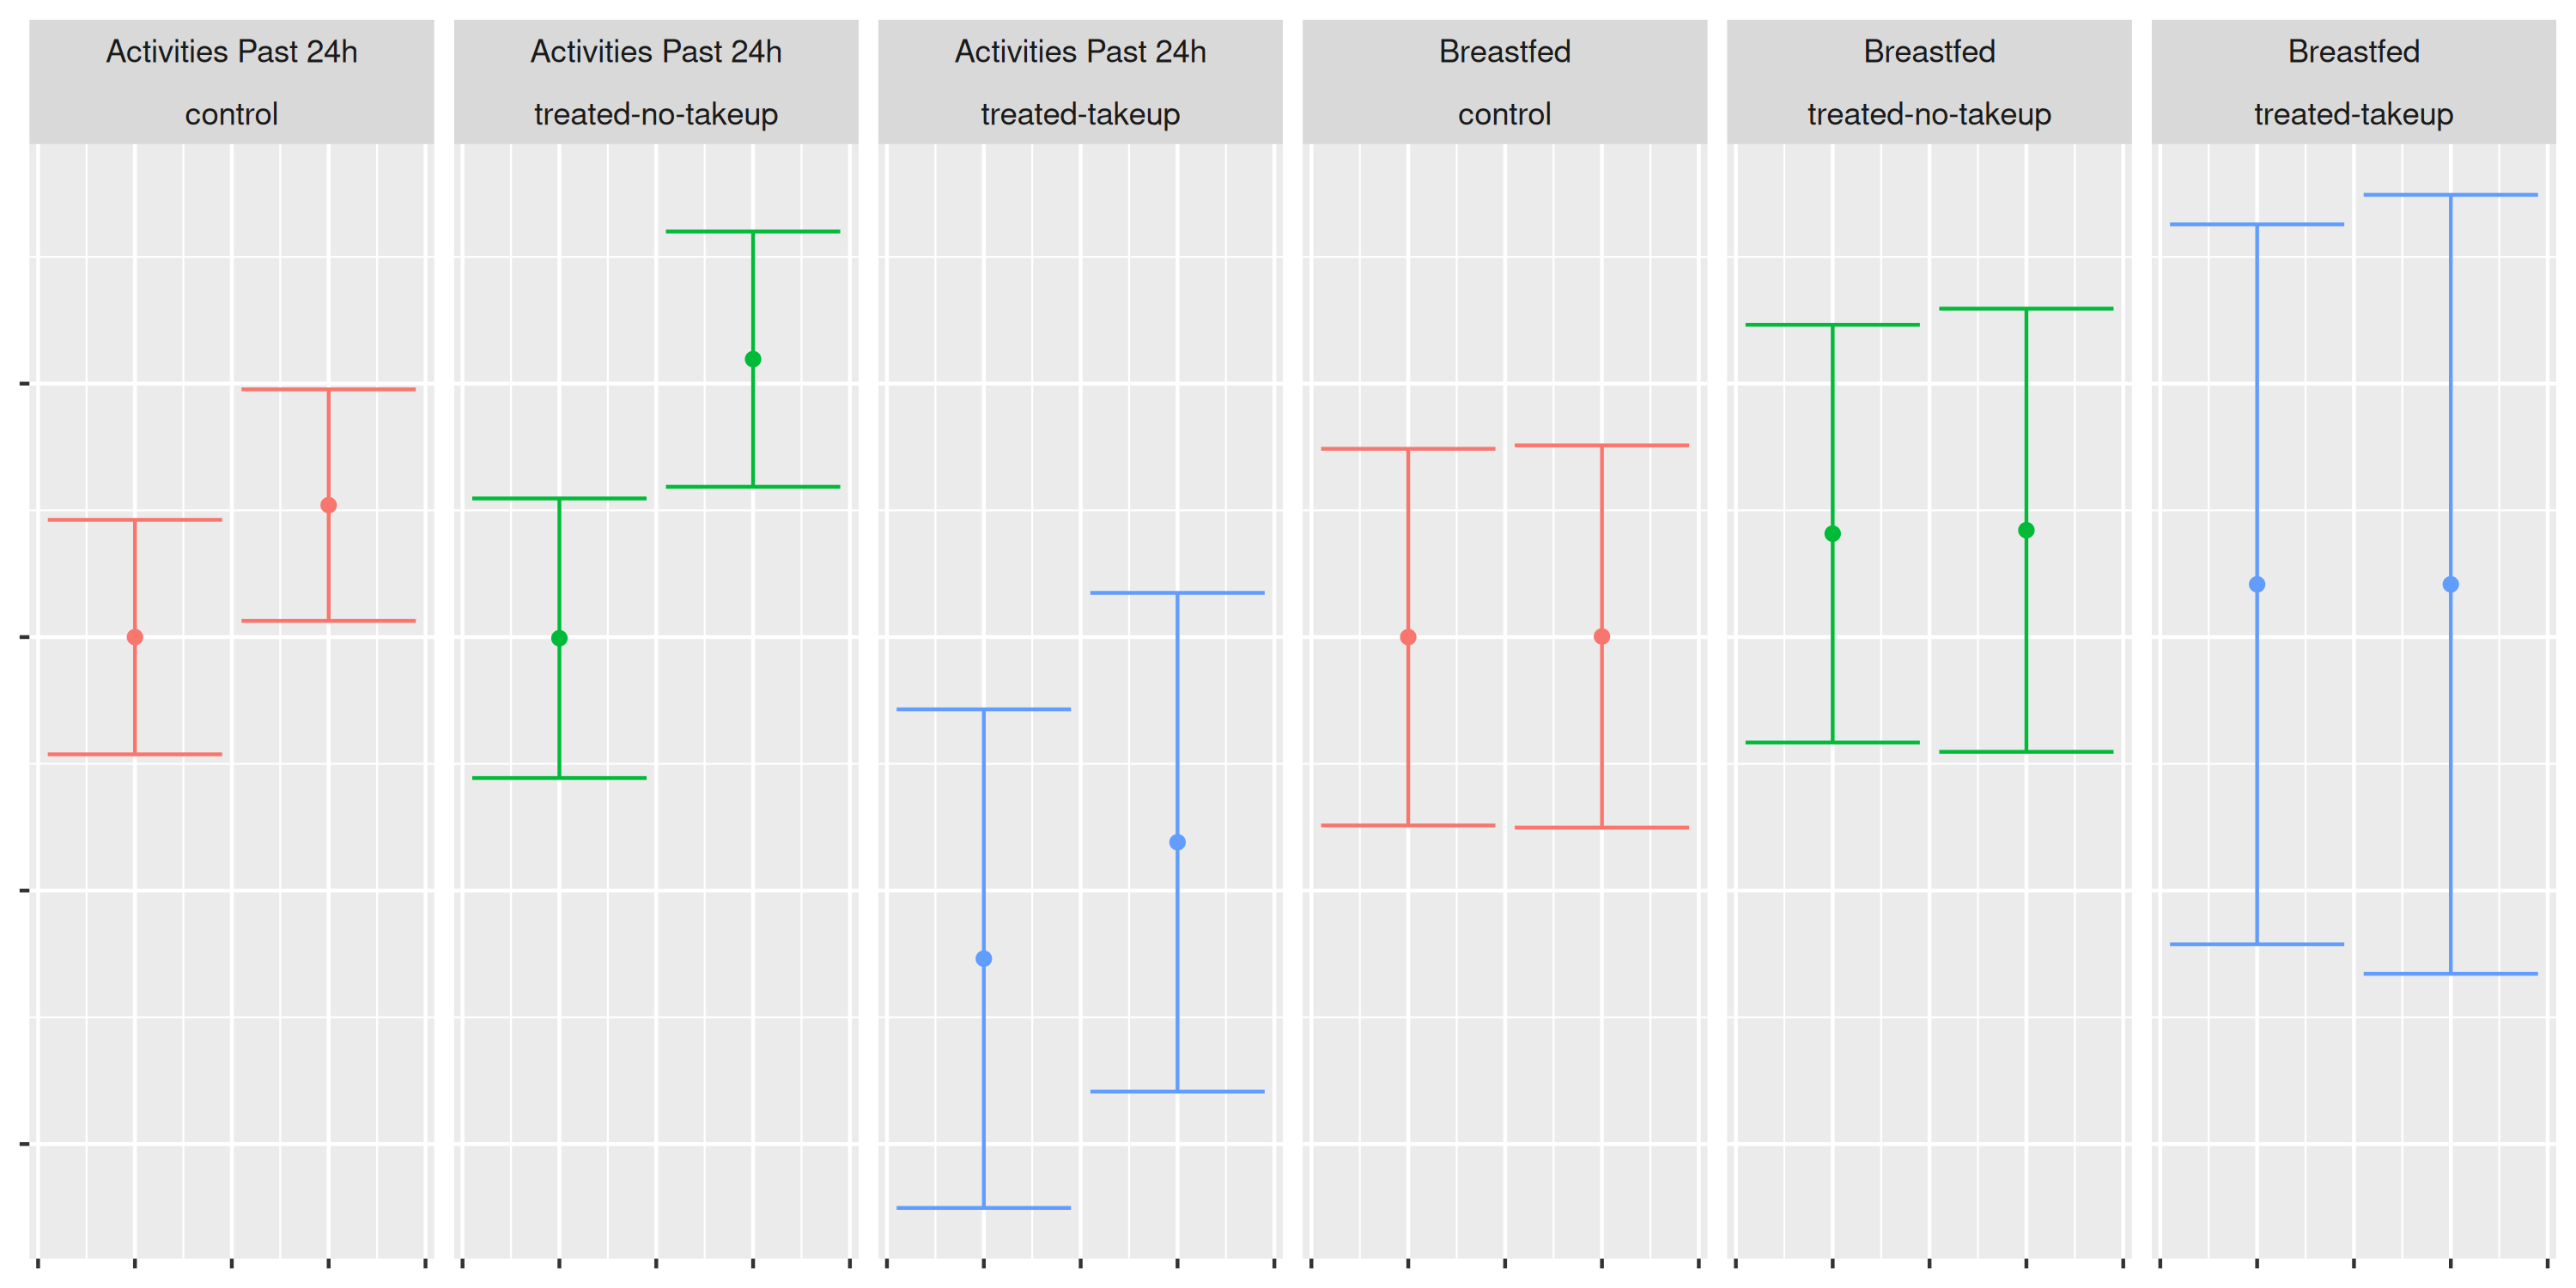 Activities Past 24h
control
Activities Past 24h
treated-no-takeup
Activities Past 24h
treated-takeup
Breastfed
control
Breastfed
treated-no-takeup
Breastfed
treated-takeup